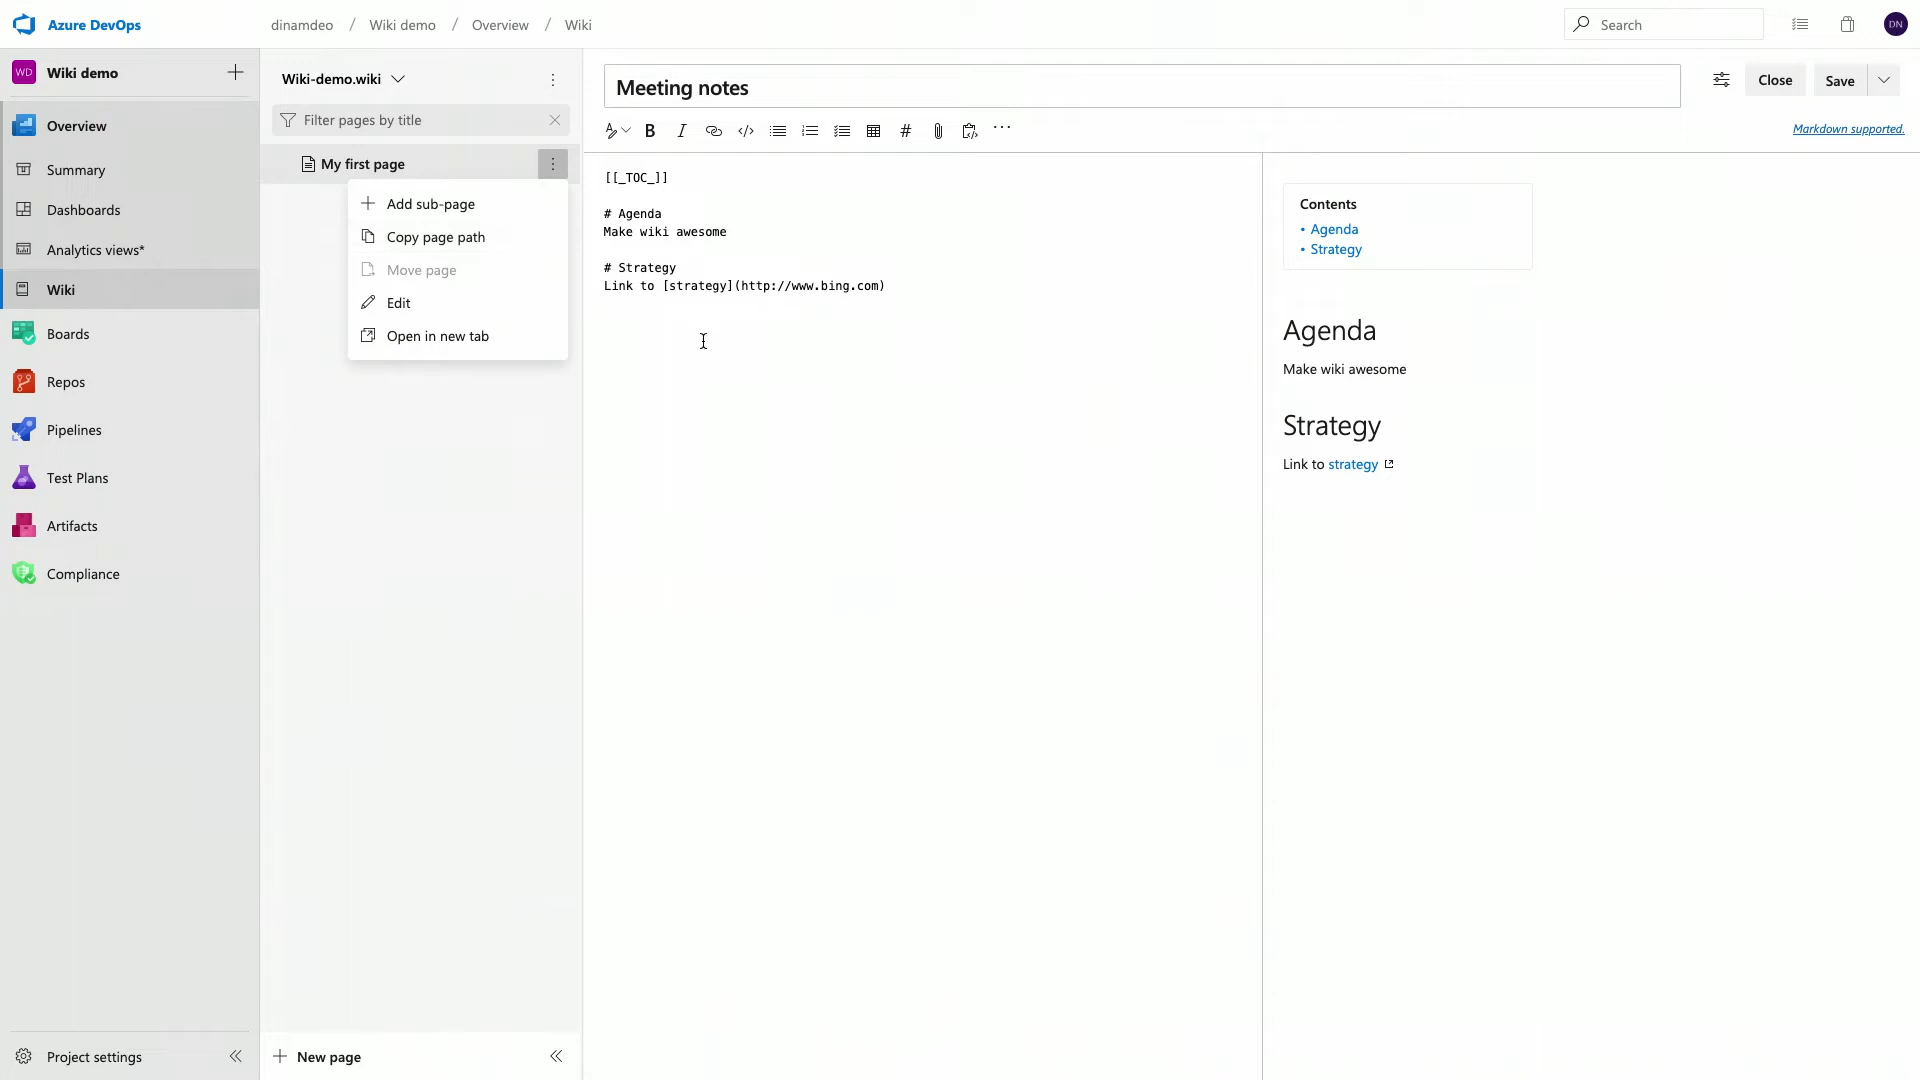 Azure DevOps
dinamdeo / Wiki demo / Overview / Wiki
Search
DN
WD Wiki demo
Overview
Summary
Dashboards
Analytics views*
Wiki
Boards
Repos
Pipelines
Test Plans
Artifacts
Compliance
Project settings
Wiki-demo.wiki
Filter pages by title
My first page
Add sub-page
Copy page path
Move page
Edit
Open in new tab
New page
Meeting notes
Close
Save
B I </> # ...
Markdown supported.
[[_TOC_]]
# Agenda
Make wiki awesome
# Strategy
Link to [strategy](http://www.bing.com)
Contents
• Agenda
• Strategy
Agenda
Make wiki awesome
Strategy
Link to strategy